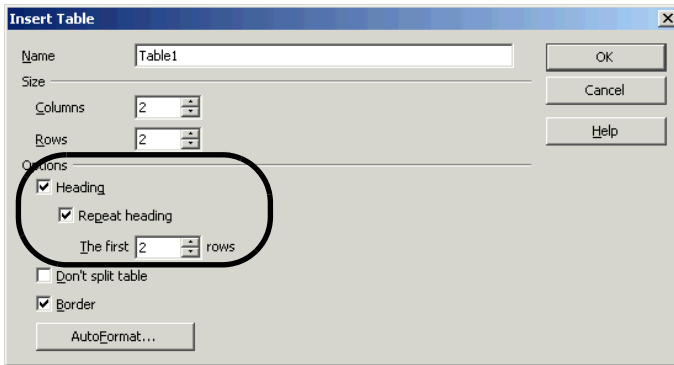 Insert Table
Name Table1 OK
Size
Cancel
Columns 2
Rows 2 Help
Options
Heading
Repeat heading
The first 2 rows
Don't split table
Border
AutoFormat...